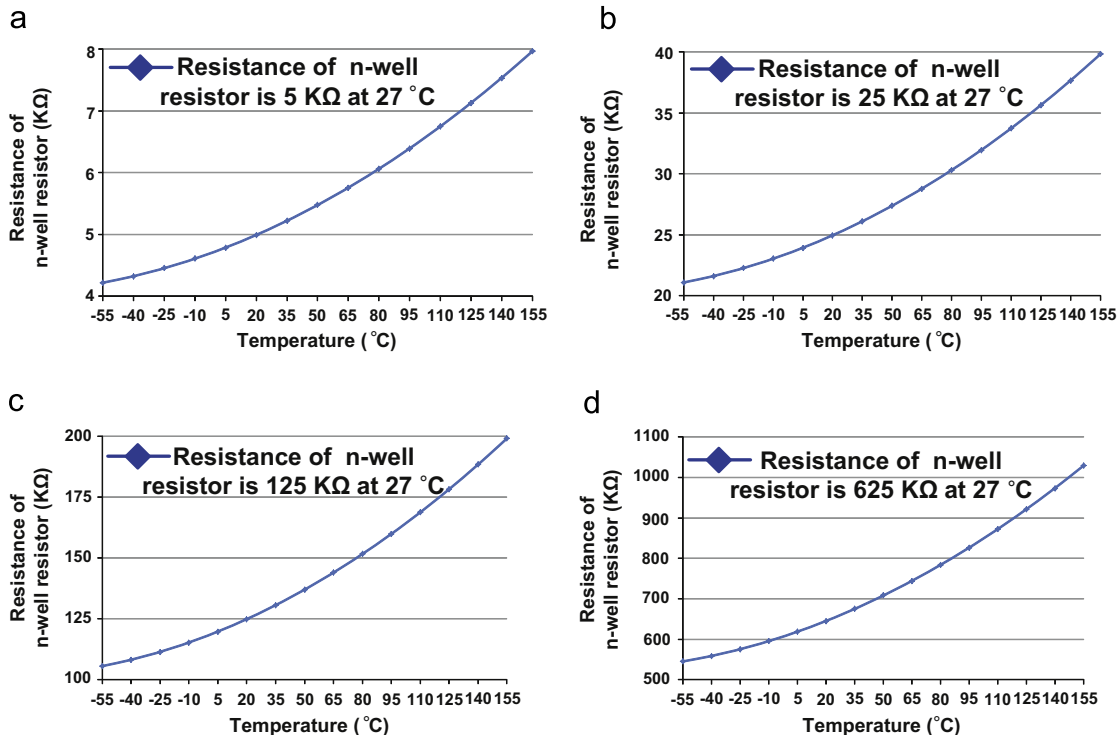 a
8
7
6
5
4
Resistance of
n-well resistor (KΩ)
Resistance of n-well
resistor is 5 KΩ at 27 °C
-55 -40 -25 -10 5 20 35 50 65 80 95 110 125 140 155
Temperature (°C)
b
40
35
30
25
20
Resistance of
n-well resistor (KΩ)
Resistance of n-well
resistor is 25 KΩ at 27 °C
-55 -40 -25 -10 5 20 35 50 65 80 95 110 125 140 155
Temperature (°C)
c
200
175
150
125
100
Resistance of
n-well resistor (KΩ)
Resistance of n-well
resistor is 125 KΩ at 27 °C
-55 -40 -25 -10 5 20 35 50 65 80 95 110 125 140 155
Temperature (°C)
d
1100
1000
900
800
700
600
500
Resistance of
n-well resistor (KΩ)
Resistance of n-well
resistor is 625 KΩ at 27 °C
-55 -40 -25 -10 5 20 35 50 65 80 95 110 125 140 155
Temperature (°C)